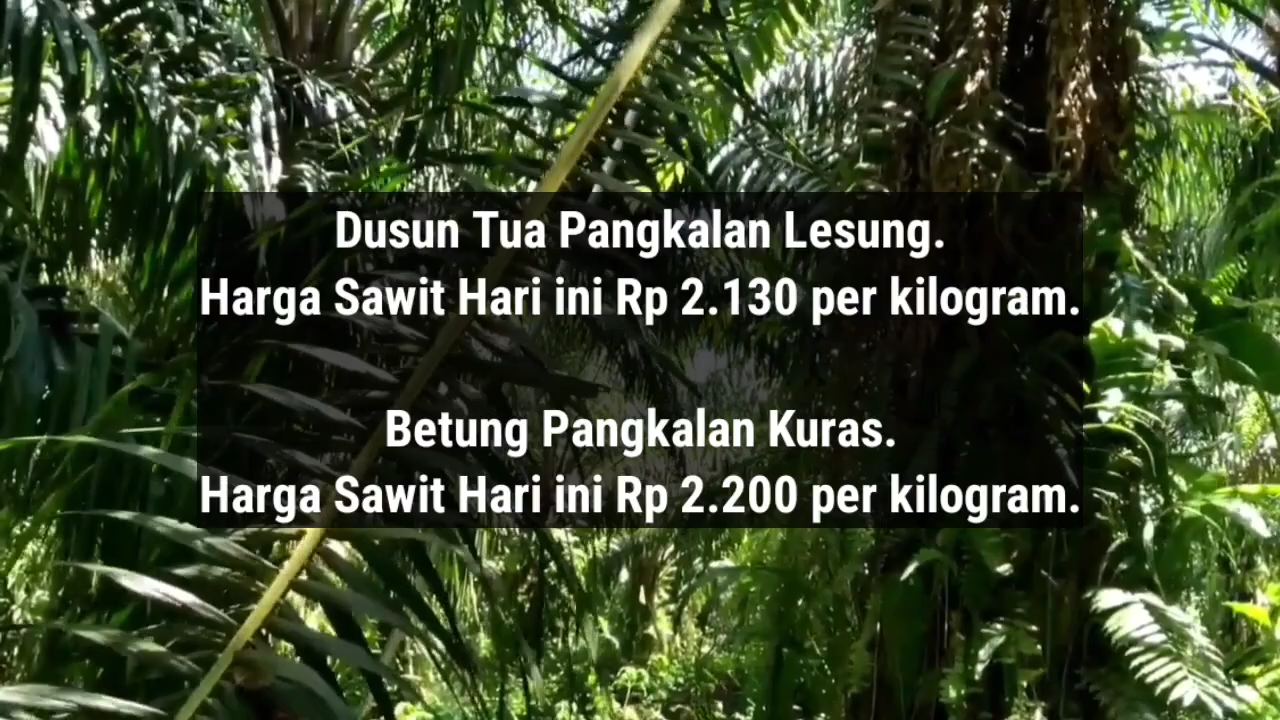 Dusun Tua Pangkalan Lesung.
Harga Sawit Hari ini Rp 2.130 per kilogram.
Betung Pangkalan Kuras.
Harga Sawit Hari ini Rp 2.200 per kilogram.